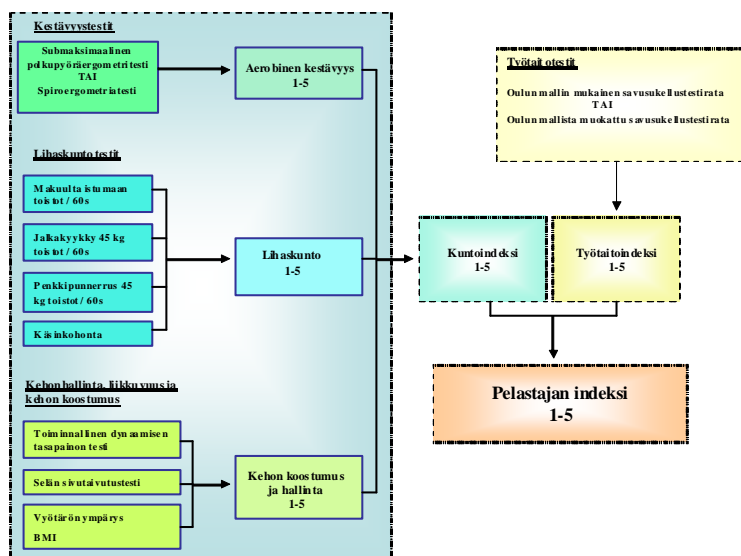 Kestävyystestit
Submaksimaalinen
polkupyöräergometritesti
TAI
Spiroergometriatesti
Aerobinen kestävyys
1-5
Lihaskuntotestit
Makuulta istumaan
toistot / 60s
Jalkakyykky 45 kg
toistot / 60s
Penkkipunnerrus 45
kg toistot / 60s
Käsinkohonta
Lihaskunto
1-5
Kehonhallinta, liikkuvuus ja
kehon koostumus
Toiminnallinen dynaamisen
tasapainon testi
Selän sivutaivutustesti
Vyötärön ympärys
BMI
Kehon koostumus
ja hallinta
1-5
Työtaitotestit
Oulun mallin mukainen savusukellustestirata
TAI
Oulun mallista muokattu savusukellustestirata
Kuntoindeksi
1-5
Työtaitoindeksi
1-5
Pelastajan indeksi
1-5